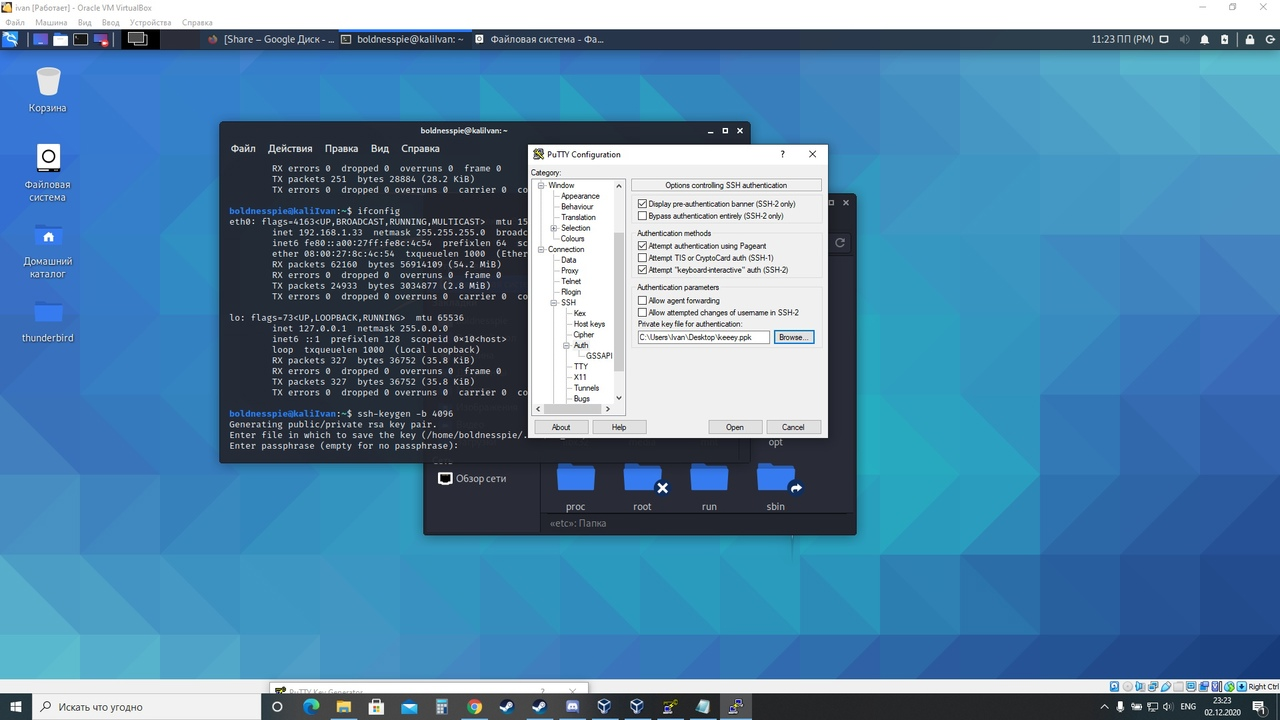 ivan [Работает] - Oracle VM VirtualBox
Файл Машина Вид Ввод Устройства Справка
[Share – Google Диск - ...
boldnesspie@kaliIvan: ~
Файловая система - Фа...
11:23 ПП (PM)
Корзина
Файловая
система
Домашний
каталог
thunderbird
boldnesspie@kaliIvan: ~
Файл Действия Правка Вид Справка
RX errors 0 dropped 0 overruns 0 frame 0
TX packets 251 bytes 28884 (28.2 KiB)
TX errors 0 dropped 0 overruns 0 carrier 0 co
boldnesspie@kaliIvan:~$ ifconfig
eth0: flags=4163<UP,BROADCAST,RUNNING,MULTICAST> mtu 15
inet 192.168.1.33 netmask 255.255.255.0 broadc
inet6 fe80::a00:27ff:fe8c:4c54 prefixlen 64 sc
ether 08:00:27:8c:4c:54 txqueuelen 1000 (Ether
RX packets 62160 bytes 56914109 (54.2 MiB)
RX errors 0 dropped 0 overruns 0 frame 0
TX packets 24933 bytes 3034877 (2.8 MiB)
TX errors 0 dropped 0 overruns 0 carrier 0 co
lo: flags=73<UP,LOOPBACK,RUNNING> mtu 65536
inet 127.0.0.1 netmask 255.0.0.0
inet6 ::1 prefixlen 128 scopeid 0×10<host>
loop txqueuelen 1000 (Local Loopback)
RX packets 327 bytes 36752 (35.8 KiB)
RX errors 0 dropped 0 overruns 0 frame 0
TX packets 327 bytes 36752 (35.8 KiB)
TX errors 0 dropped 0 overruns 0 carrier 0 co
boldnesspie@kaliIvan:~$ ssh-keygen -b 4096
Generating public/private rsa key pair.
Enter file in which to save the key (/home/boldnesspie/.
Enter passphrase (empty for no passphrase):
PuTTY Configuration
Category:
Window
Appearance
Behaviour
Translation
Selection
Colours
Connection
Data
Proxy
Telnet
Rlogin
SSH
Kex
Host keys
Cipher
Auth
GSSAPI
TTY
X11
Tunnels
Bugs
Options controlling SSH authentication
Display pre-authentication banner (SSH-2 only)
Bypass authentication entirely (SSH-2 only)
Authentication methods
Attempt authentication using Pageant
Attempt TIS or CryptoCard auth (SSH-1)
Attempt "keyboard-interactive" auth (SSH-2)
Authentication parameters
Allow agent forwarding
Allow attempted changes of username in SSH-2
Private key file for authentication:
C:\Users\Ivan\Desktop\keeey.ppk Browse...
About Help Open Cancel
opt
Обзор сети
proc root run sbin
«etc»: Папка
PuTTY Key Generator
Right Ctrl
Искать что угодно
ENG
23:23
02.12.2020